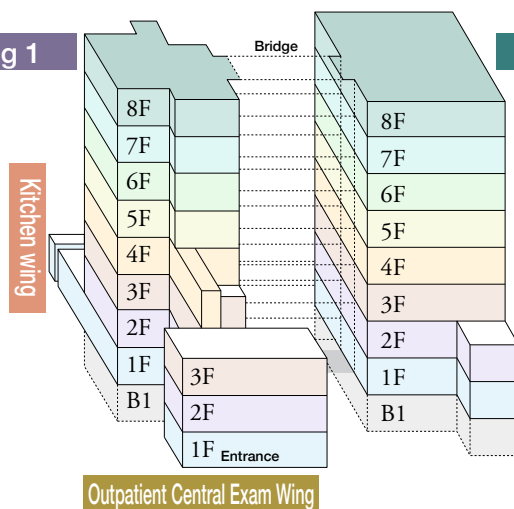 g 1
Bridge
8F
7F
6F
5F
4F
3F
2F
1F
B1
8F
7F
6F
5F
4F
3F
2F
1F
B1
Kitchen wing
3F
2F
1F Entrance
Outpatient Central Exam Wing